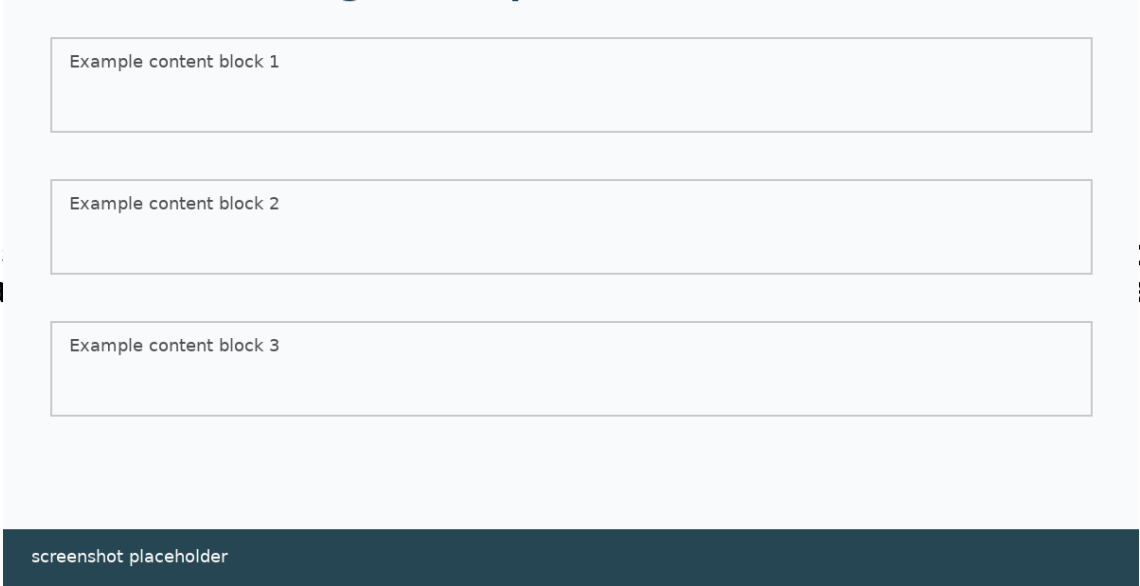 Example content block 1
Example content block 2
Example content block 3
screenshot placeholder